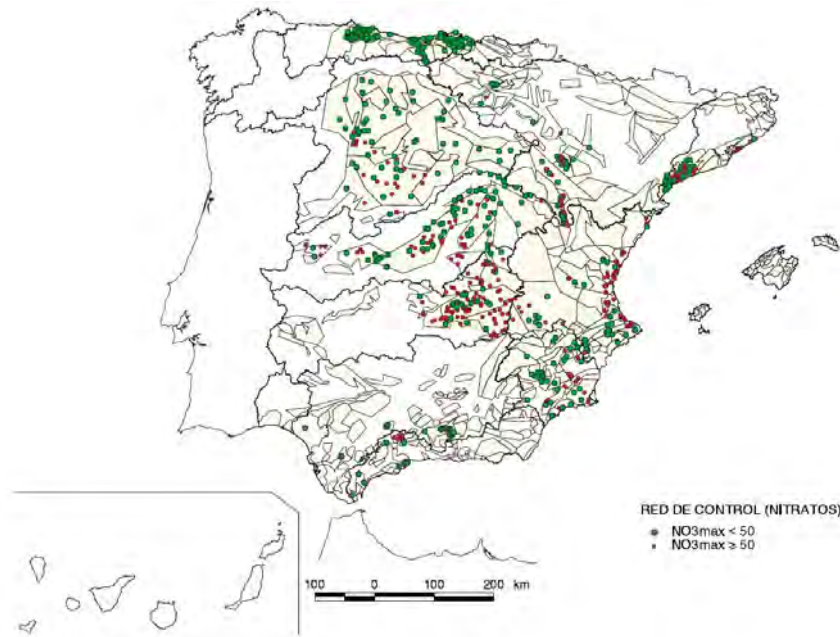 RED DE CONTROL (NITRATOS)
NO3max < 50
NO3max ≥ 50
100 0 100 200 km